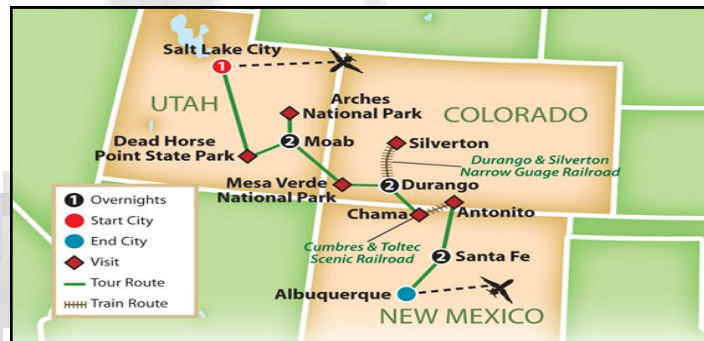 Salt Lake City
1
UTAH
Arches
National Park
COLORADO
Dead Horse
Point State Park
2
Moab
Silverton
Durango & Silverton
Narrow Guage Railroad
Mesa Verde
National Park
2
Durango
Chama
Antonito
Cumbres & Toltec
Scenic Railroad
2
Santa Fe
Albuquerque
NEW MEXICO
1 Overnights
Start City
End City
Visit
Tour Route
Train Route